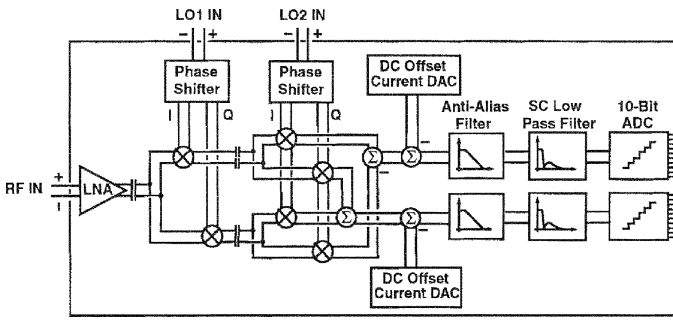 LO1 IN
LO2 IN
− +
− +
Phase
Shifter
Phase
Shifter
DC Offset
Current DAC
Anti-Alias
Filter
SC Low
Pass Filter
10-Bit
ADC
I
Q
I
Q
Σ
Σ
−
−
RF IN
+
LNA
I
Σ
Σ
−
DC Offset
Current DAC